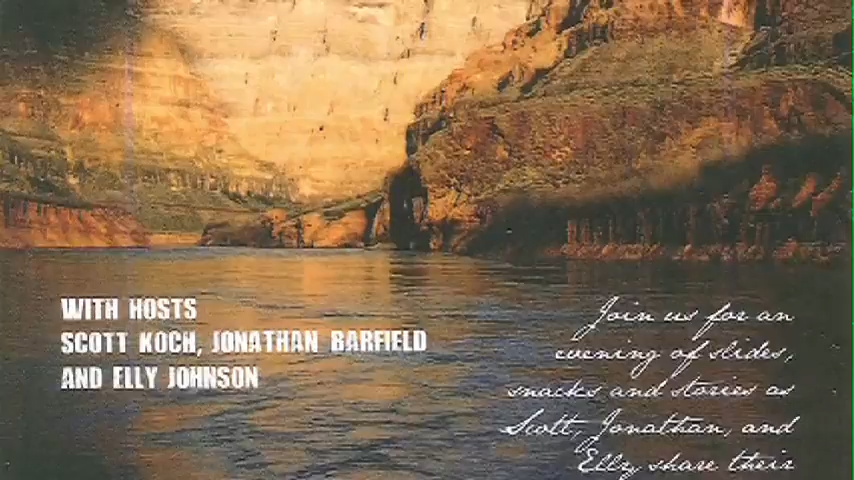 WITH HOSTS
SCOTT KOCH, JONATHAN BARFIELD
AND ELLY JOHNSON
Join us for an
evening of slides,
snacks and stories as
Scott, Jonathan, and
Elly share their